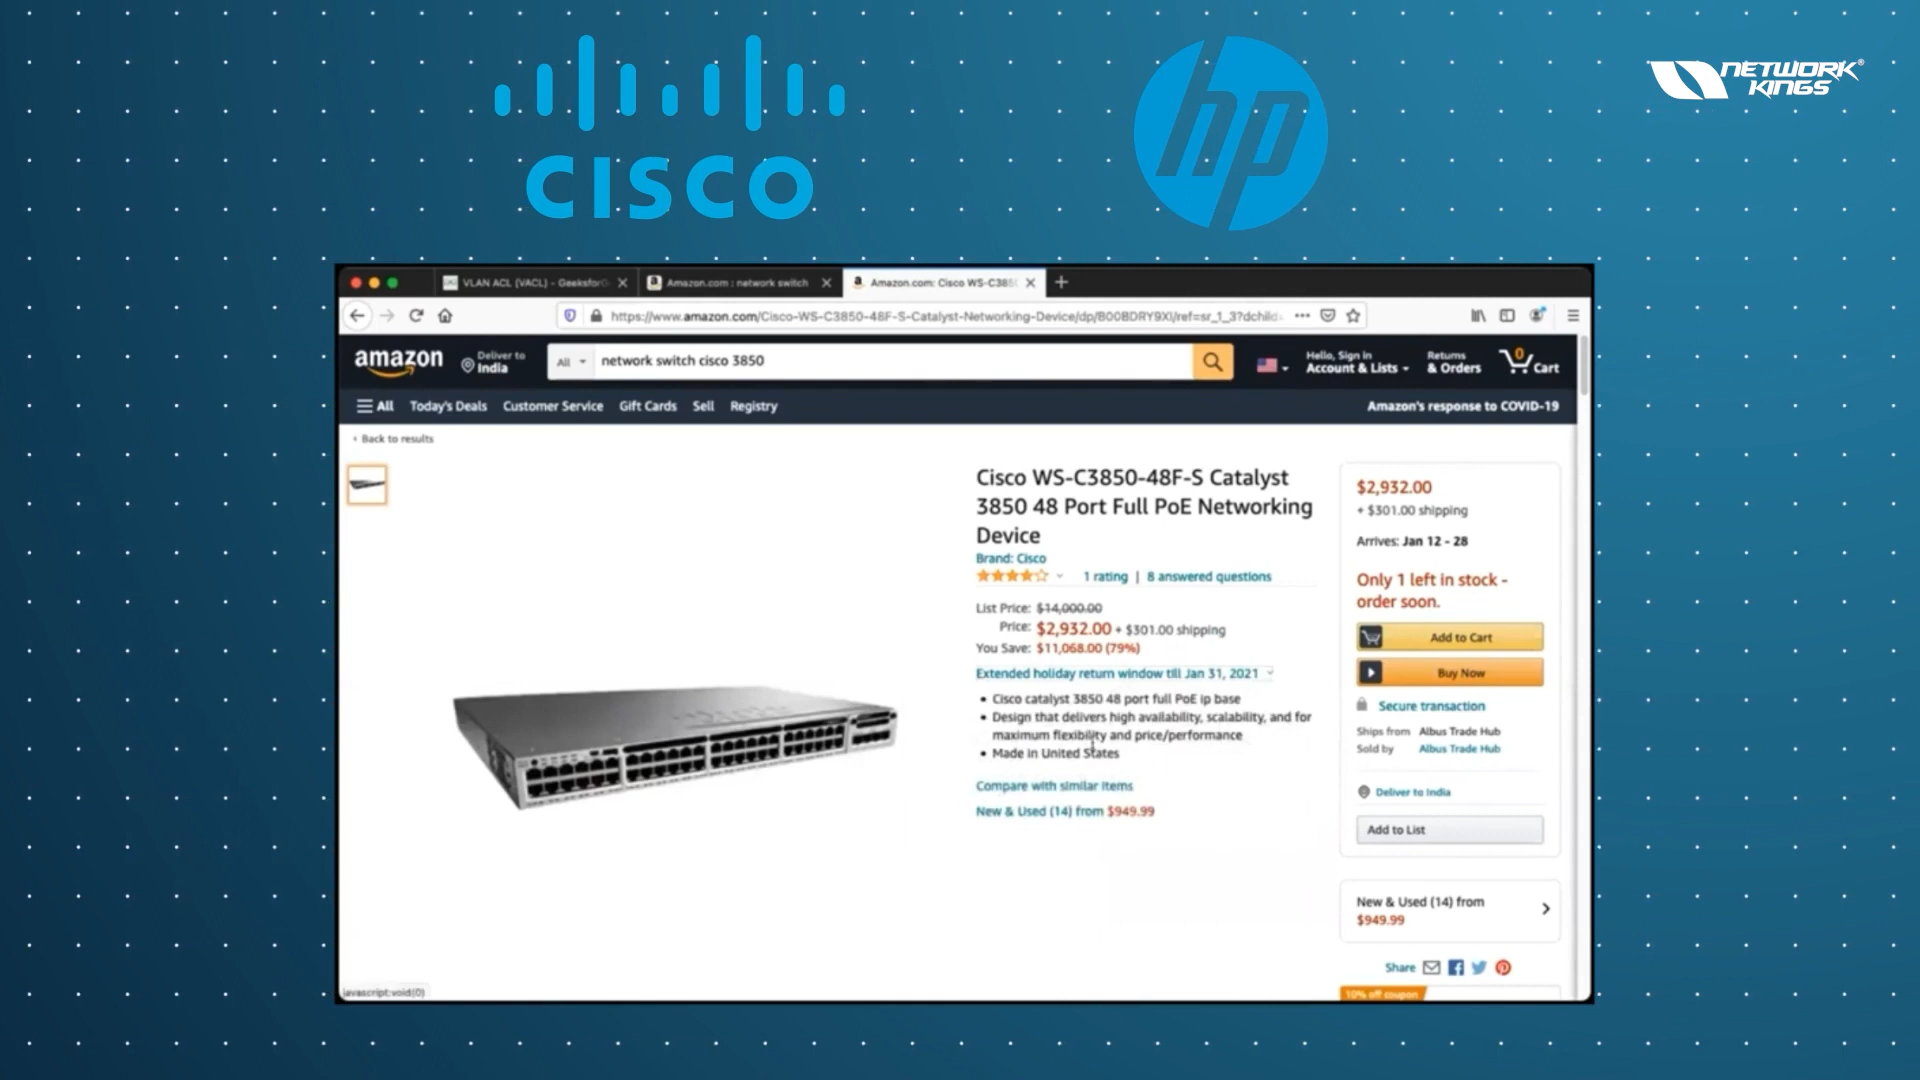 CISCO
hp
NETWORK
KINGS
VLAN ACL (VACL) - Geeksfor
Amazon.com : network switch
Amazon.com: Cisco WS-C385
https://www.amazon.com/Cisco-WS-C3850-48F-S-Catalyst-Networking-Device/dp/B00BDRY9XI/ref=sr_1_3?dchild
amazon
Deliver to
India
All
network switch cisco 3850
Hello, Sign in
Account & Lists
Returns
& Orders
0
Cart
All
Today's Deals
Customer Service
Gift Cards
Sell
Registry
Amazon's response to COVID-19
‹ Back to results
Cisco WS-C3850-48F-S Catalyst
3850 48 Port Full PoE Networking
Device
Brand: Cisco
1 rating | 8 answered questions
List Price: $14,000.00
Price: $2,932.00 + $301.00 shipping
You Save: $11,068.00 (79%)
Extended holiday return window till Jan 31, 2021
• Cisco catalyst 3850 48 port full PoE ip base
• Design that delivers high availability, scalability, and for
maximum flexibility and price/performance
• Made in United States
Compare with similar items
New & Used (14) from $949.99
$2,932.00
+ $301.00 shipping
Arrives: Jan 12 - 28
Only 1 left in stock -
order soon.
Add to Cart
Buy Now
Secure transaction
Ships from Albus Trade Hub
Sold by Albus Trade Hub
Deliver to India
Add to List
New & Used (14) from
$949.99
Share
10% off coupon
javascript:void(0)